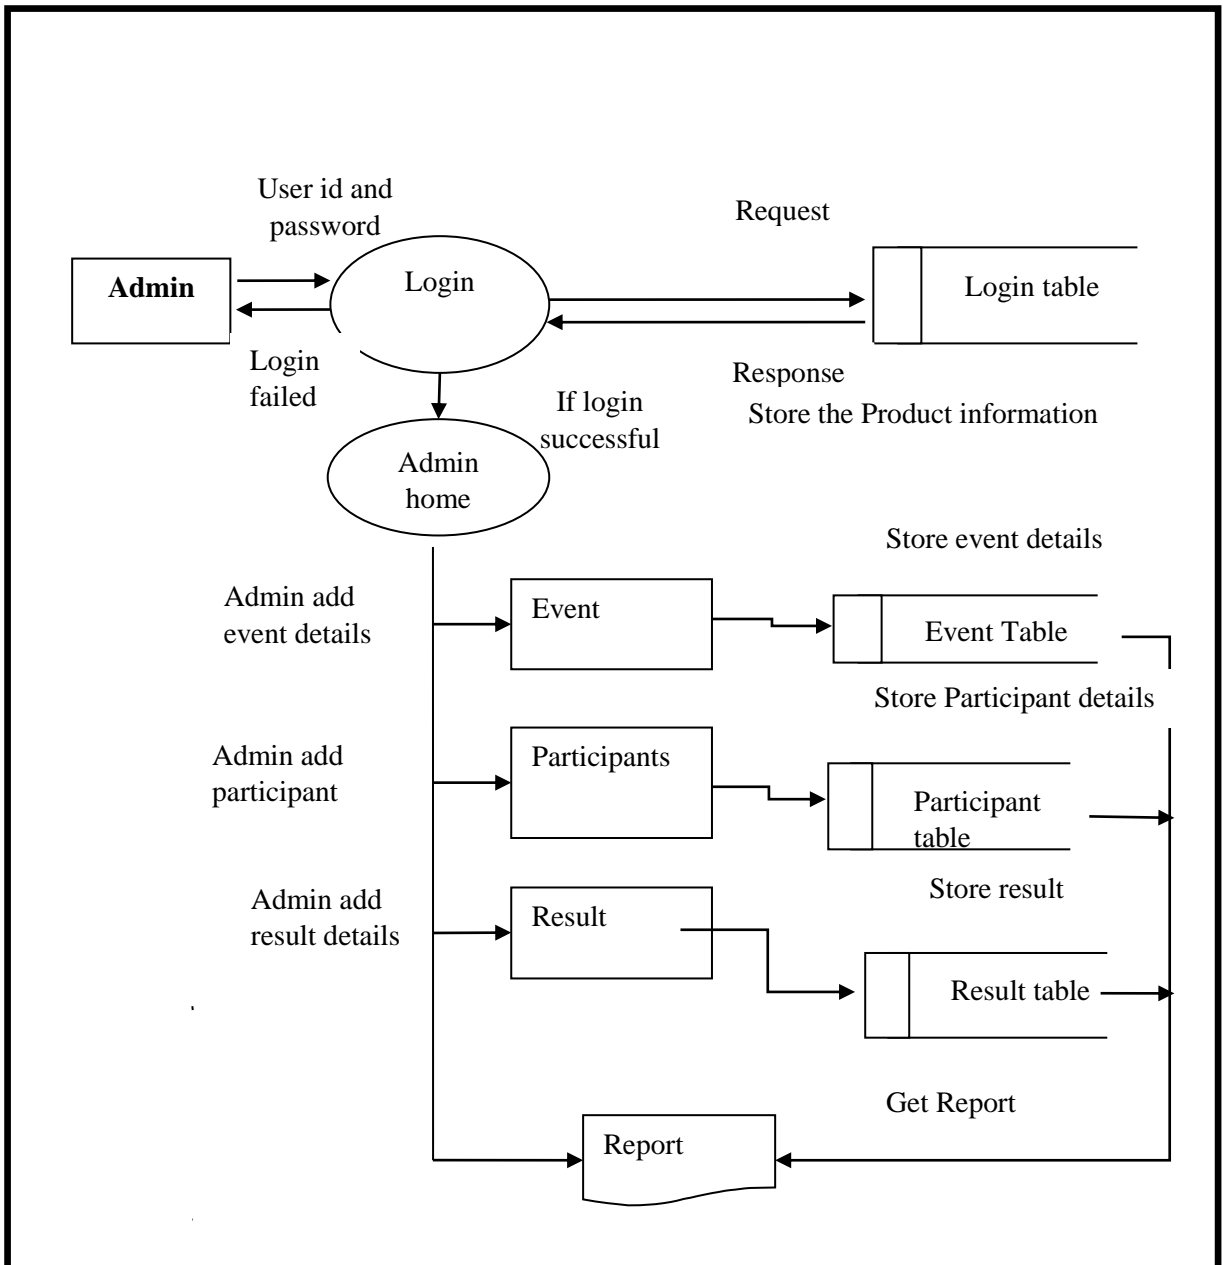 User id and
password
Request
Admin
Login
Login table
Login
failed
Response
If login
successful
Store the Product information
Admin
home
Store event details
Admin add
event details
Event
Event Table
Store Participant details
Admin add
participant
Participants
Participant
table
Store result
Admin add
result details
Result
Result table
Get Report
Report